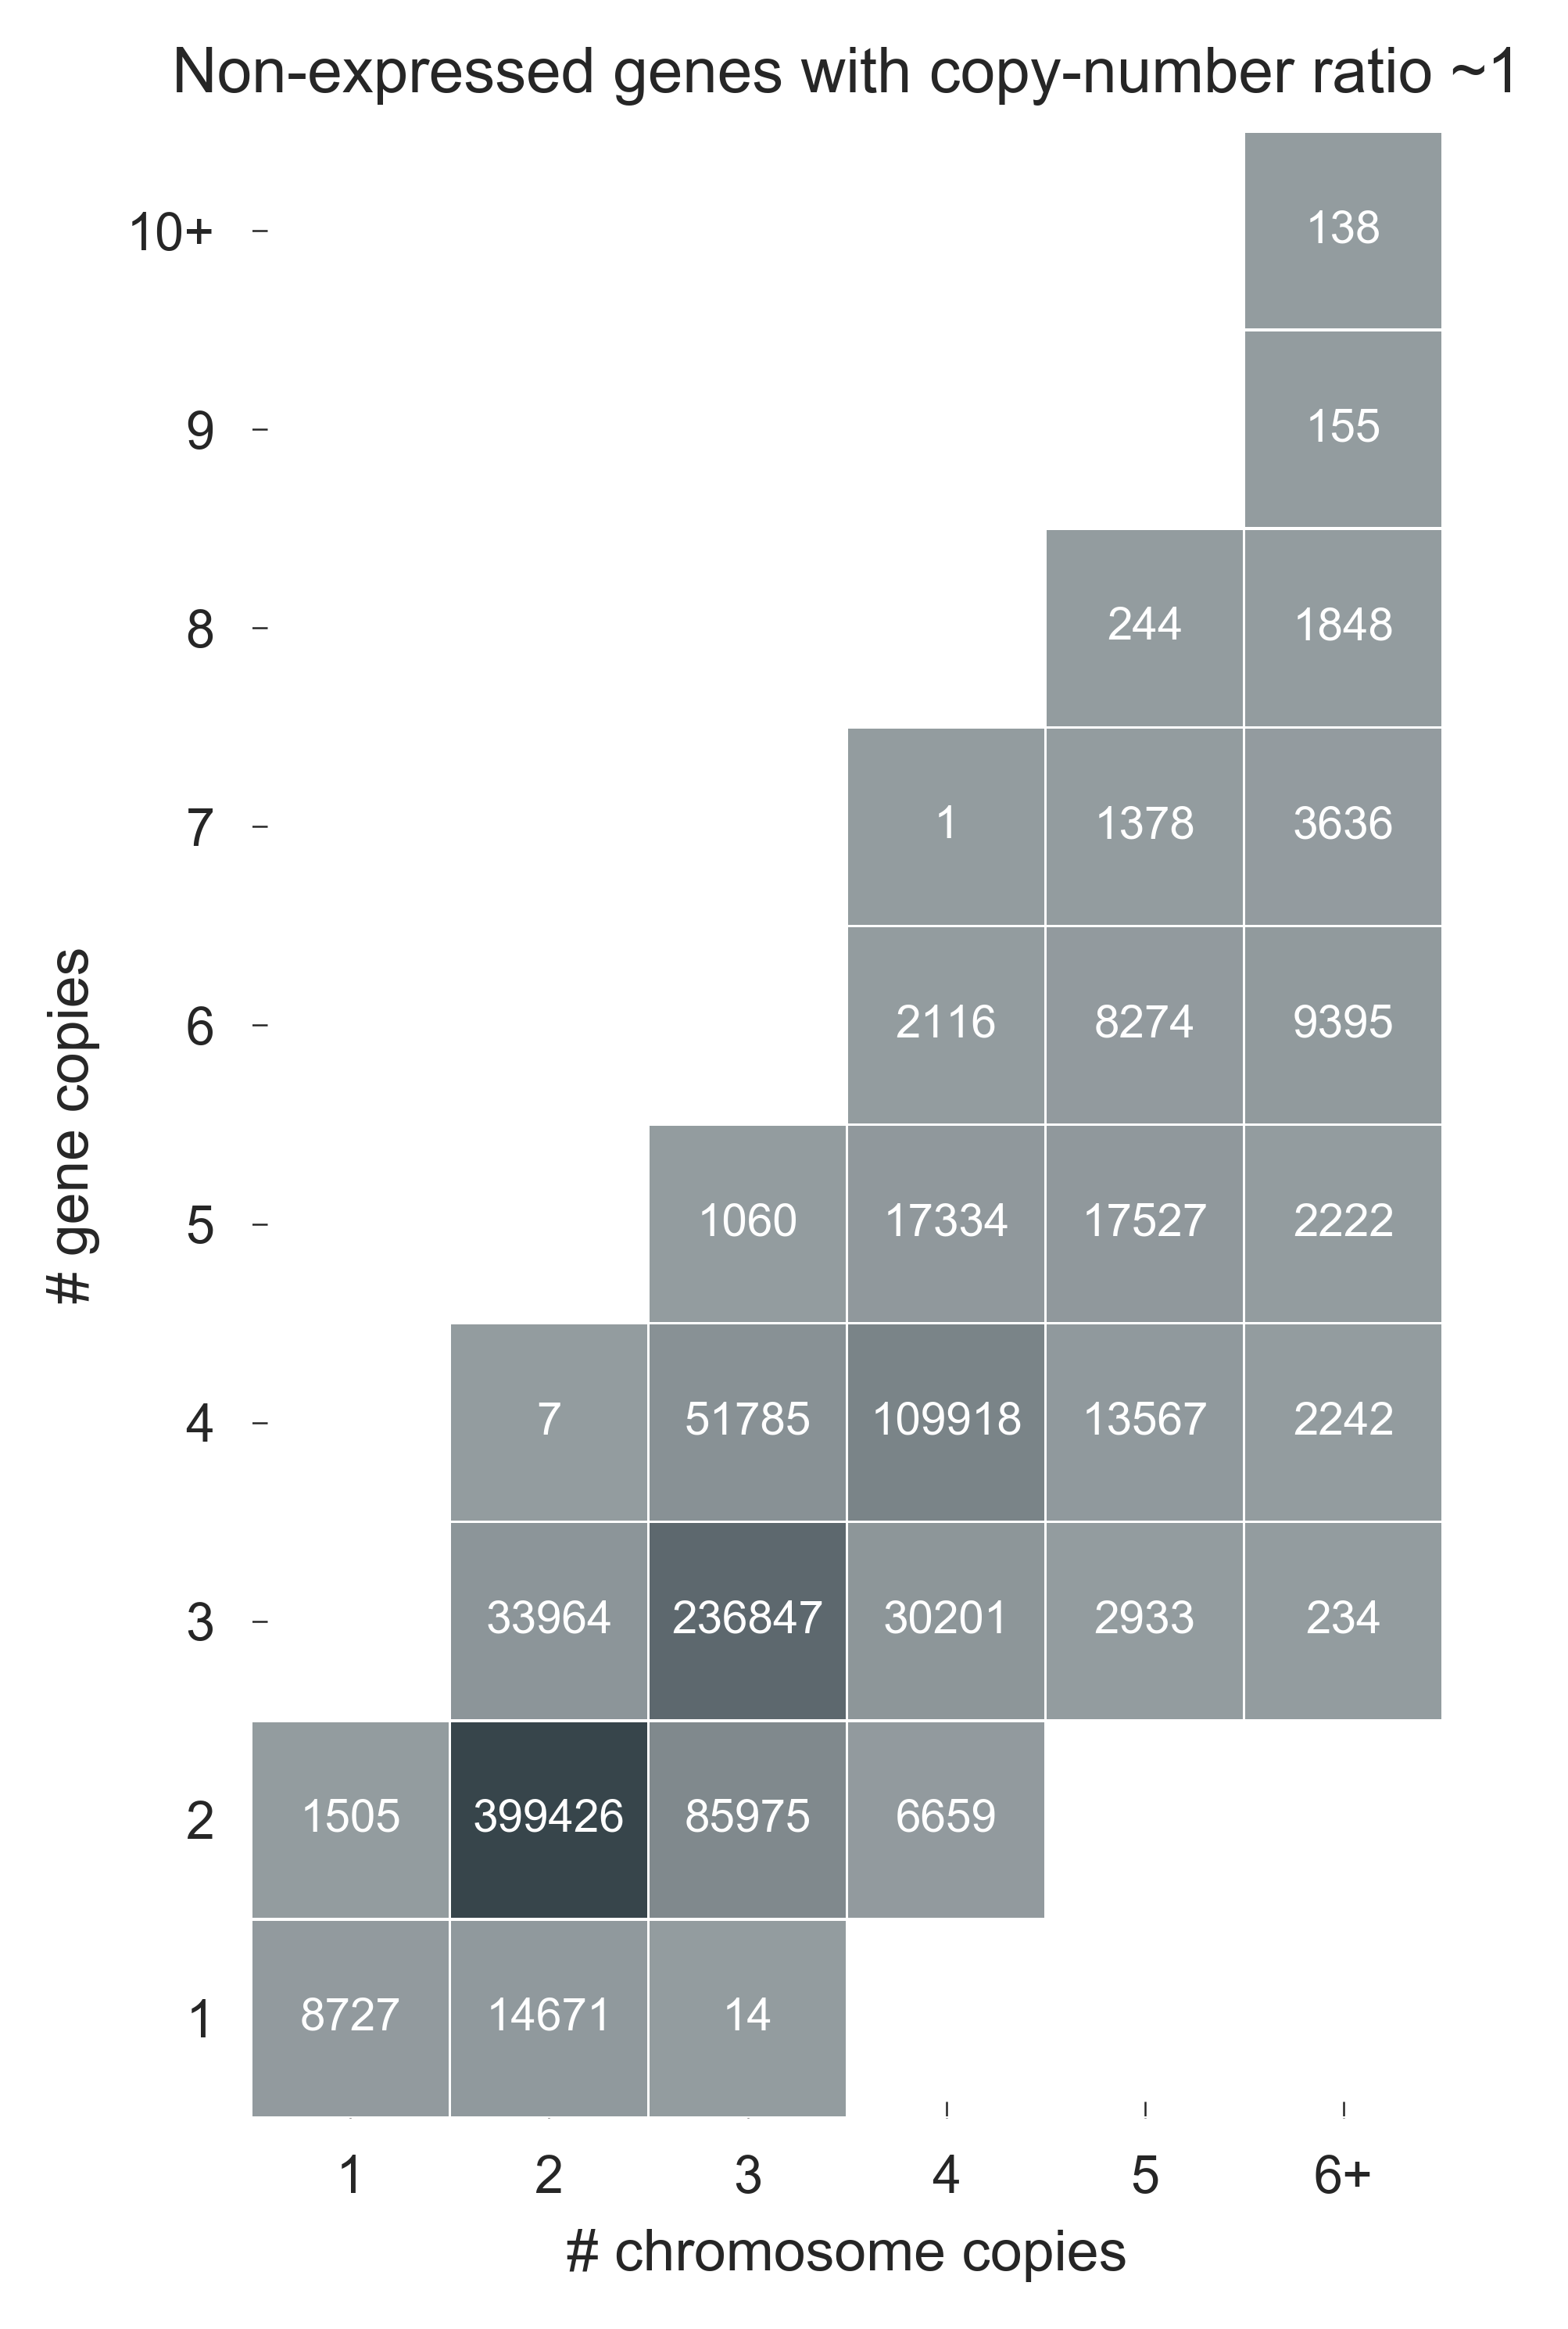 Non-expressed genes with copy-number ratio ~1
10+ 138
9 155
8 244 1848
7 1 1378 3636
6 2116 8274 9395
5 1060 17334 17527 2222
4 7 51785 109918 13567 2242
3 33964 236847 30201 2933 234
2 1505 399426 85975 6659
1 8727 14671 14
1 2 3 4 5 6+
# chromosome copies
# gene copies